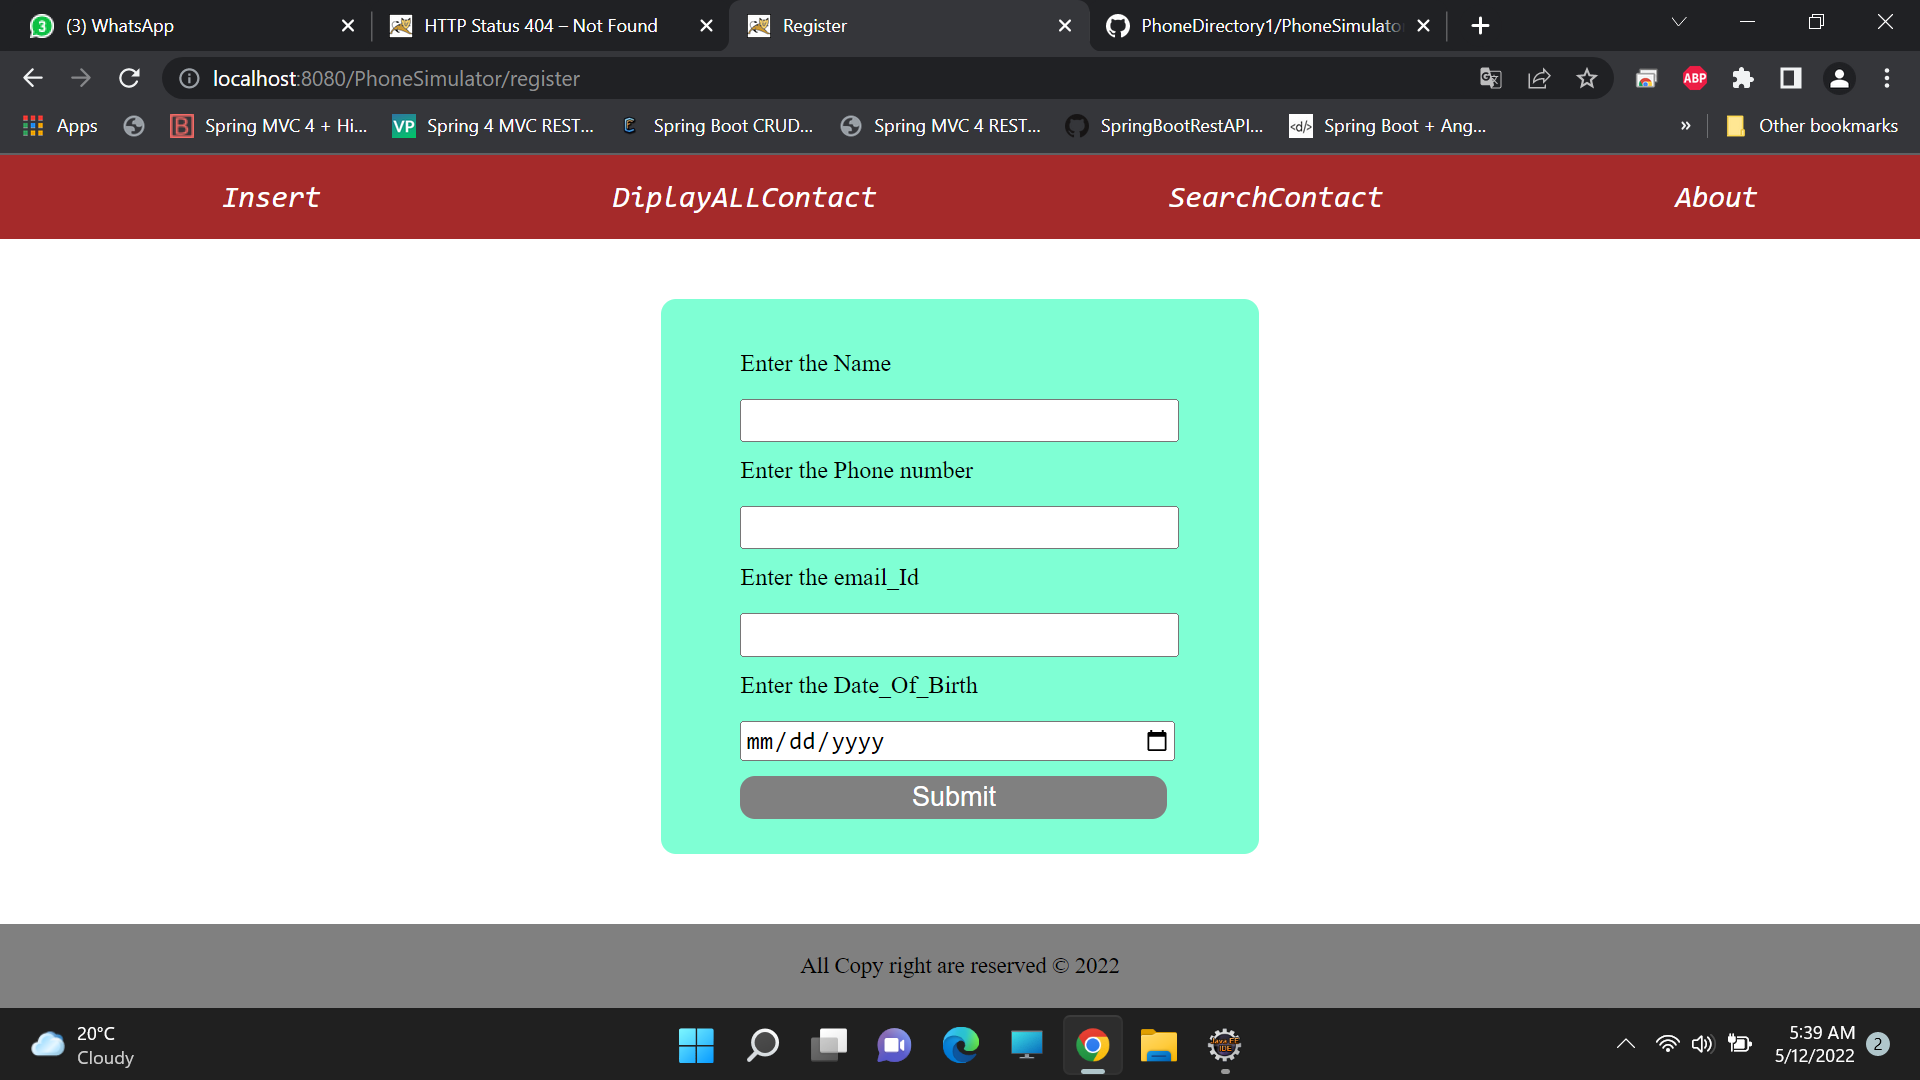 (3) WhatsApp
HTTP Status 404 – Not Found
Register
PhoneDirectory1/PhoneSimulato
localhost:8080/PhoneSimulator/register
ABP
Apps
Spring MVC 4 + Hi...
VP
Spring 4 MVC REST...
Spring Boot CRUD...
Spring MVC 4 REST...
SpringBootRestAPI...
</d/>
Spring Boot + Ang...
»
Other bookmarks
Insert
DiplayALLContact
SearchContact
About
Enter the Name
Enter the Phone number
Enter the email_Id
Enter the Date_Of_Birth
mm/dd/yyyy
Submit
All Copy right are reserved © 2022
20°C
Cloudy
5:39 AM
5/12/2022
2